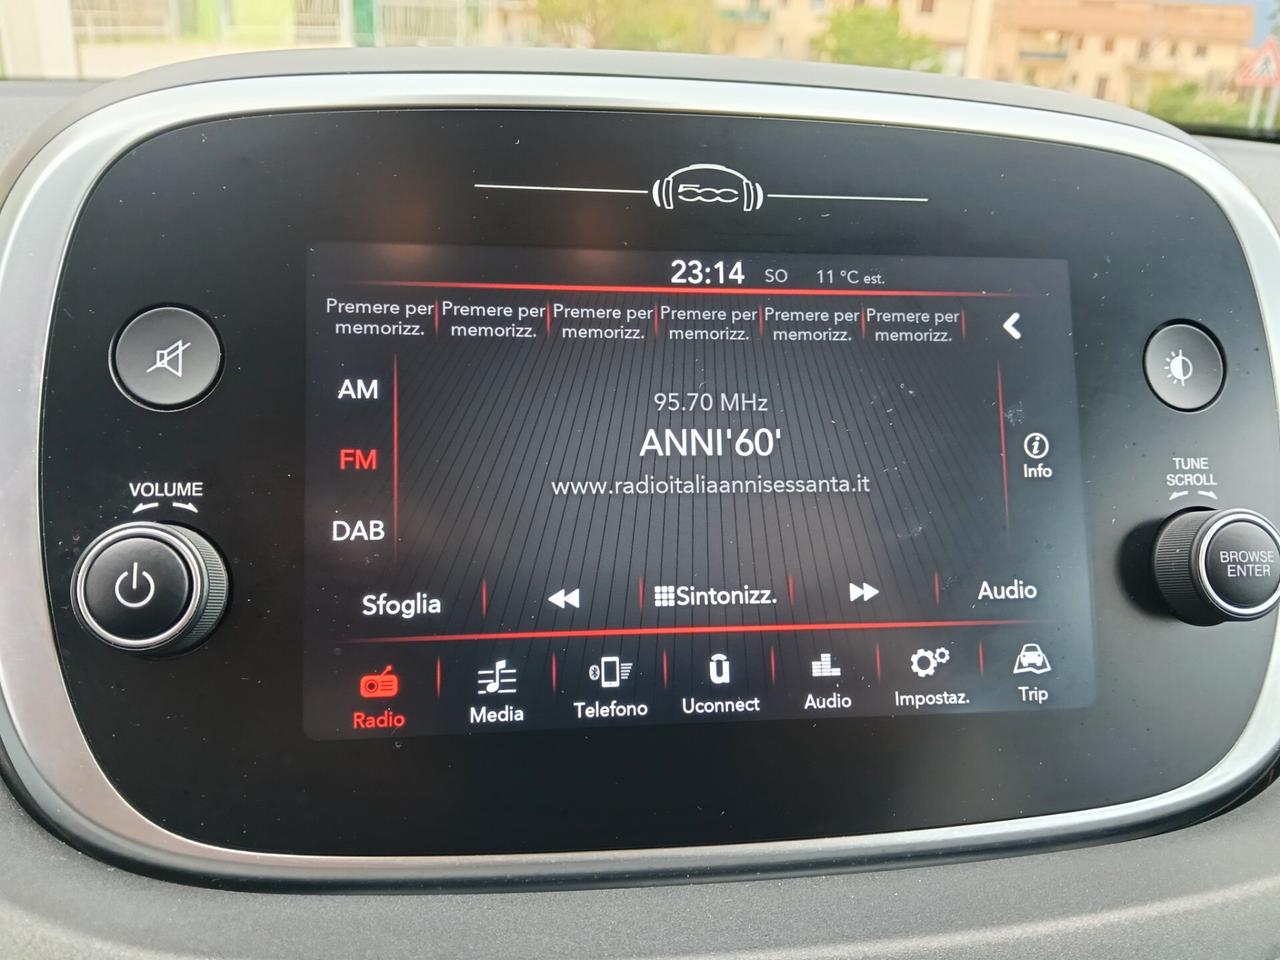 500
23:14 SO 11 °C est.
Premere per memorizz.
Premere per memorizz.
Premere per memorizz.
Premere per memorizz.
Premere per memorizz.
Premere per memorizz.
AM
95.70 MHz
ANNI'60'
FM
www.radioitaliaannisessanta.it
Info
DAB
VOLUME
TUNE
SCROLL
BROWSE
ENTER
Sfoglia
Sintonizz.
Audio
Radio
Media
Telefono
Uconnect
Audio
Impostaz.
Trip